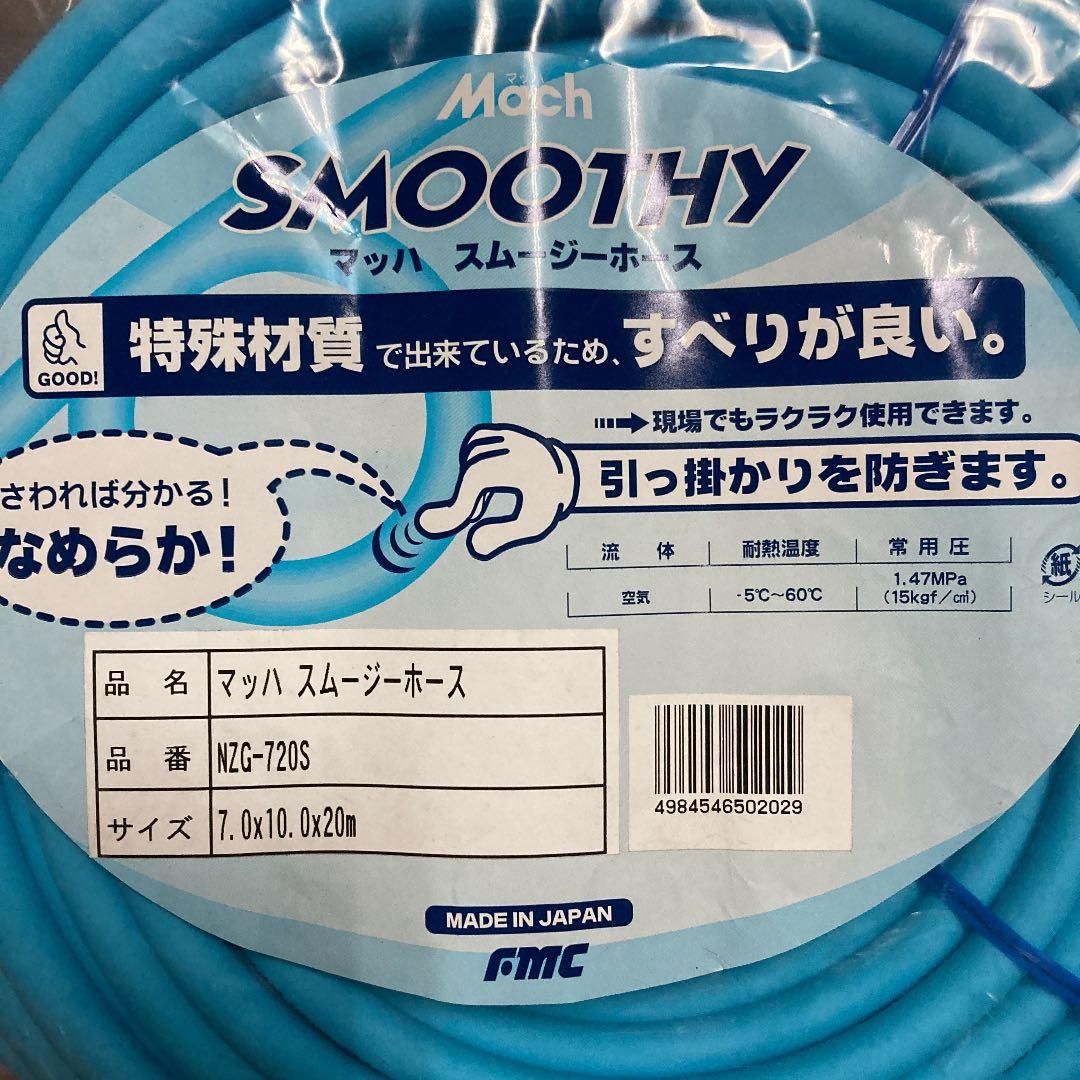 マッハ
Mach
SMOOTHY
マッハ スムージーホース
GOOD!
特殊材質で出来ているため、すべりが良い。
現場でもラクラク使用できます。
引っ掛かりを防ぎます。
さわれば分かる!
なめらか!
流体 耐熱温度 常用圧
空気 -5℃~60℃ 1.47MPa
(15kgf/c㎡)
紙
シール
品名 マッハ スムージーホース
品番 NZG-720S
サイズ 7.0x10.0x20m
4984546502029
MADE IN JAPAN
FMC